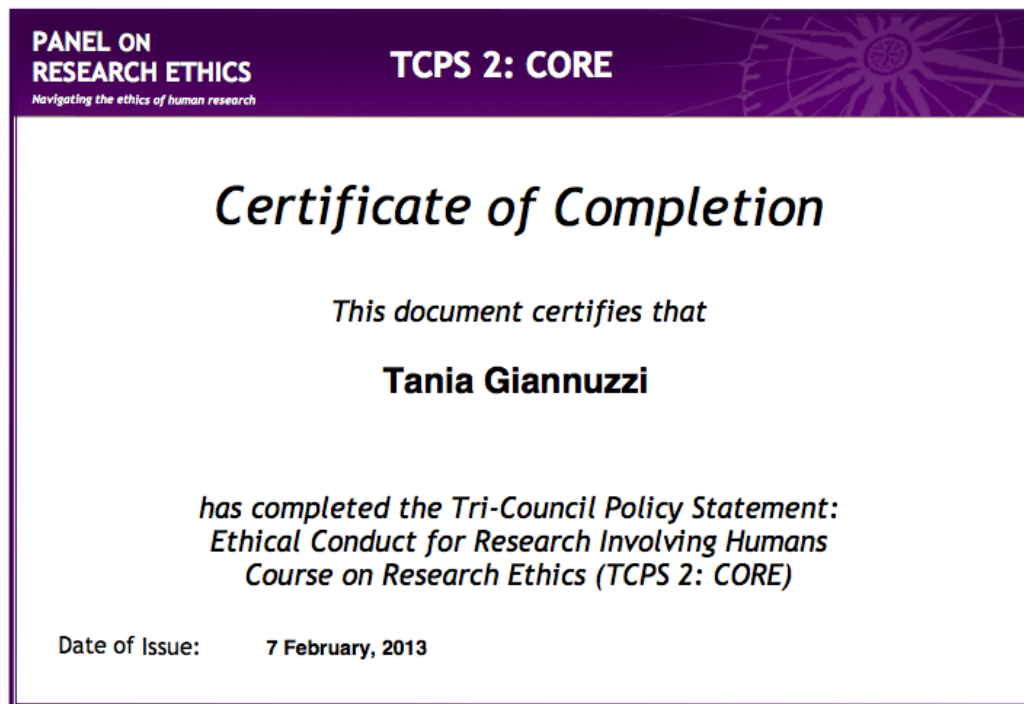 PANEL ON
RESEARCH ETHICS
Navigating the ethics of human research
TCPS 2: CORE
Certificate of Completion
This document certifies that
Tania Giannuzzi
has completed the Tri-Council Policy Statement:
Ethical Conduct for Research Involving Humans
Course on Research Ethics (TCPS 2: CORE)
Date of Issue: 7 February, 2013